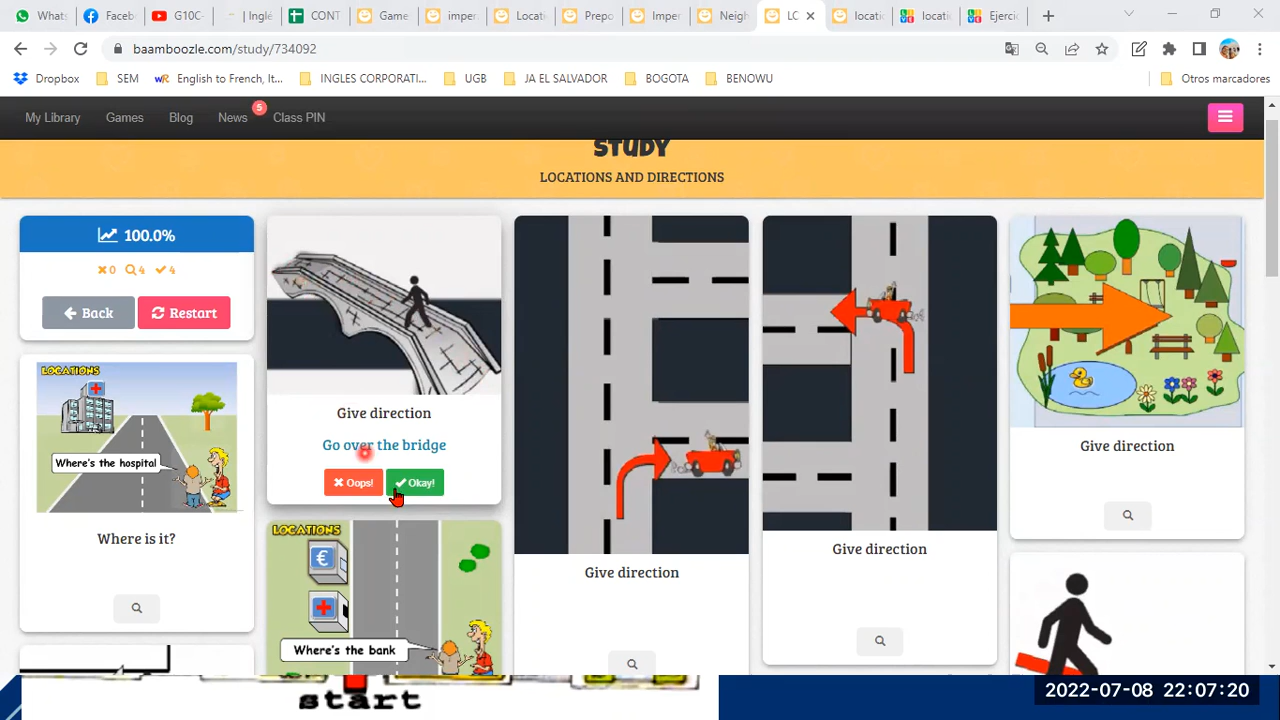 Whats
Faceb
G10C-
Inglé
CONT
Game
imper
Locati
Prepo
Imper
Neigh
LC
locatio
locati
Ejercic
baamboozle.com/study/734092
Dropbox
SEM
English to French, It...
INGLES CORPORATI...
UGB
JA EL SALVADOR
BOGOTA
BENOWU
Otros marcadores
My Library
Games
Blog
News
5
Class PIN
STUDY
LOCATIONS AND DIRECTIONS
100.0%
0 4 4
Back
Restart
LOCATIONS
Where's the hospital
Where is it?
Give direction
Go over the bridge
Oops!
Okay!
LOCATIONS
Where's the bank
Give direction
Give direction
Give direction
start
2022-07-08 22:07:20